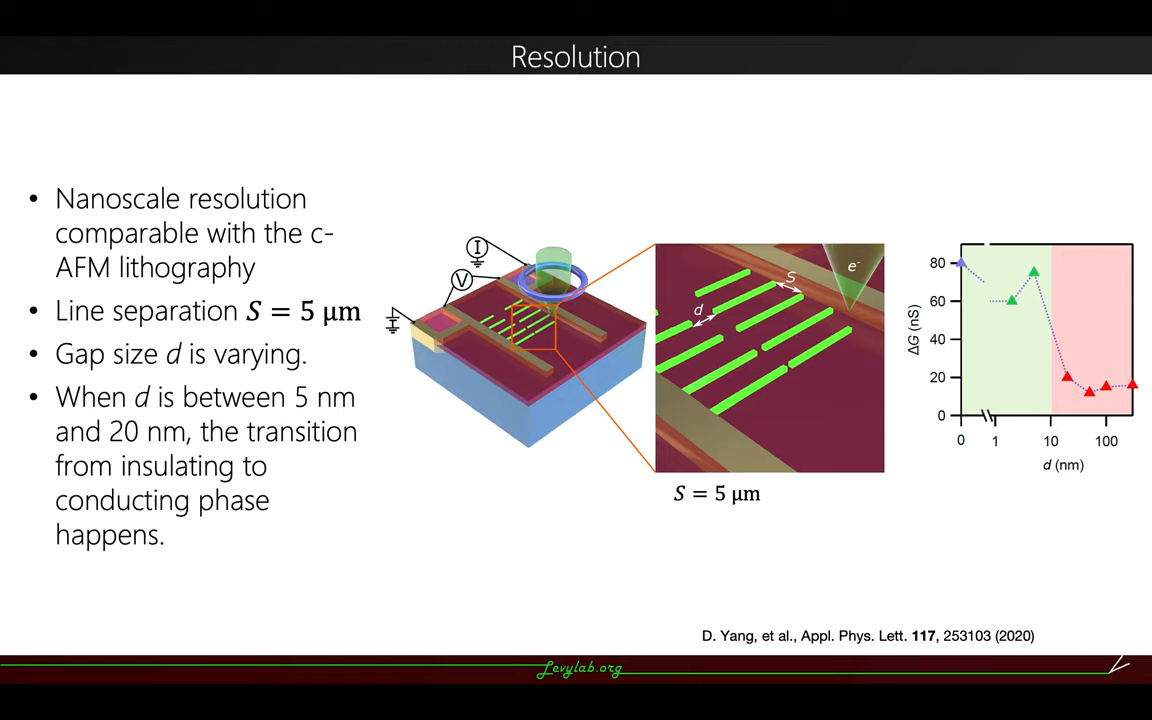 Resolution
• Nanoscale resolution
comparable with the c-
AFM lithography
• Line separation S = 5 μm
• Gap size d is varying.
• When d is between 5 nm
and 20 nm, the transition
from insulating to
conducting phase
happens.
I
V
I
S
d
e-
S = 5 μm
ΔG (nS)
80
60
40
20
0
0 1 10 100
d (nm)
D. Yang, et al., Appl. Phys. Lett. 117, 253103 (2020)
Levylab.org